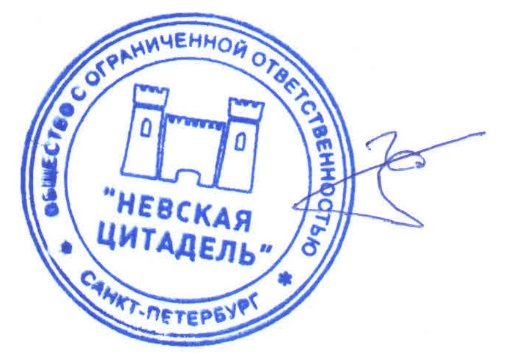 ОБЩЕСТВО С ОГРАНИЧЕННОЙ ОТВЕТСТВЕННОСТЬЮ
"НЕВСКАЯ
ЦИТАДЕЛЬ"
* САНКТ-ПЕТЕРБУРГ *